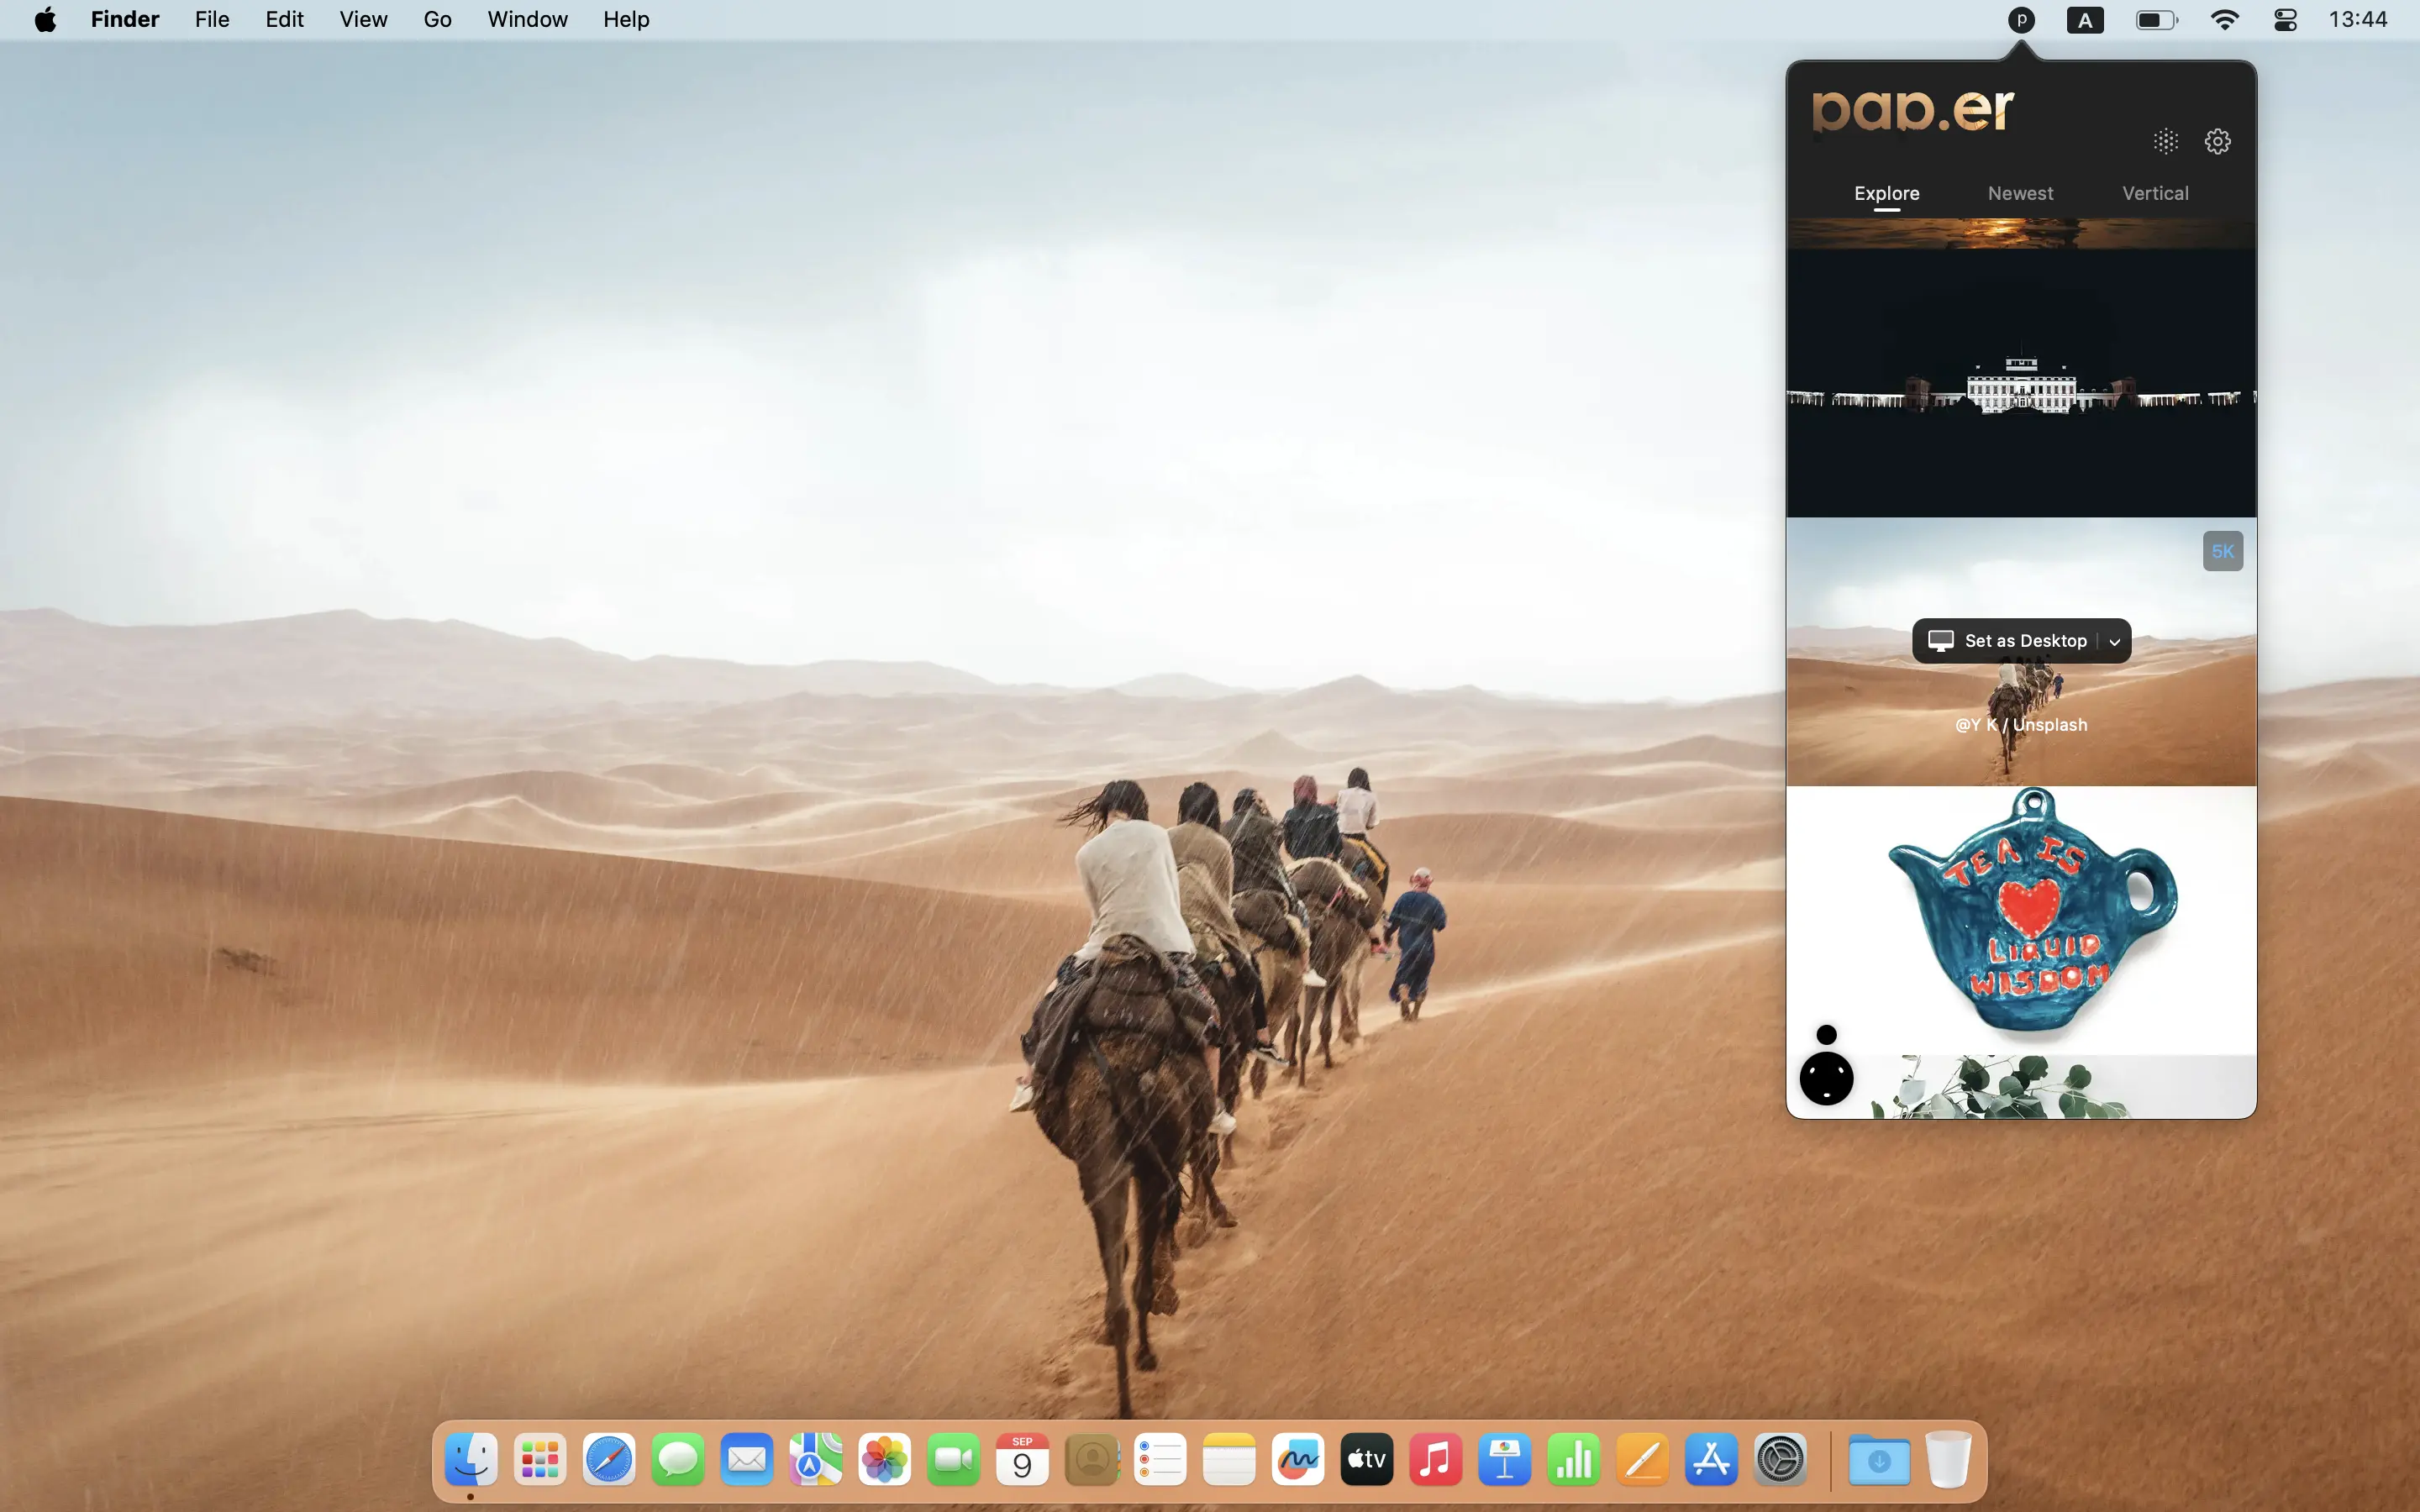 Finder File Edit View Go Window Help
p A 13:44
pap.er
Explore Newest Vertical
5K
Set as Desktop
@Y K / Unsplash
TEA IS
LIQUID
WISDOM
SEP
9
tv